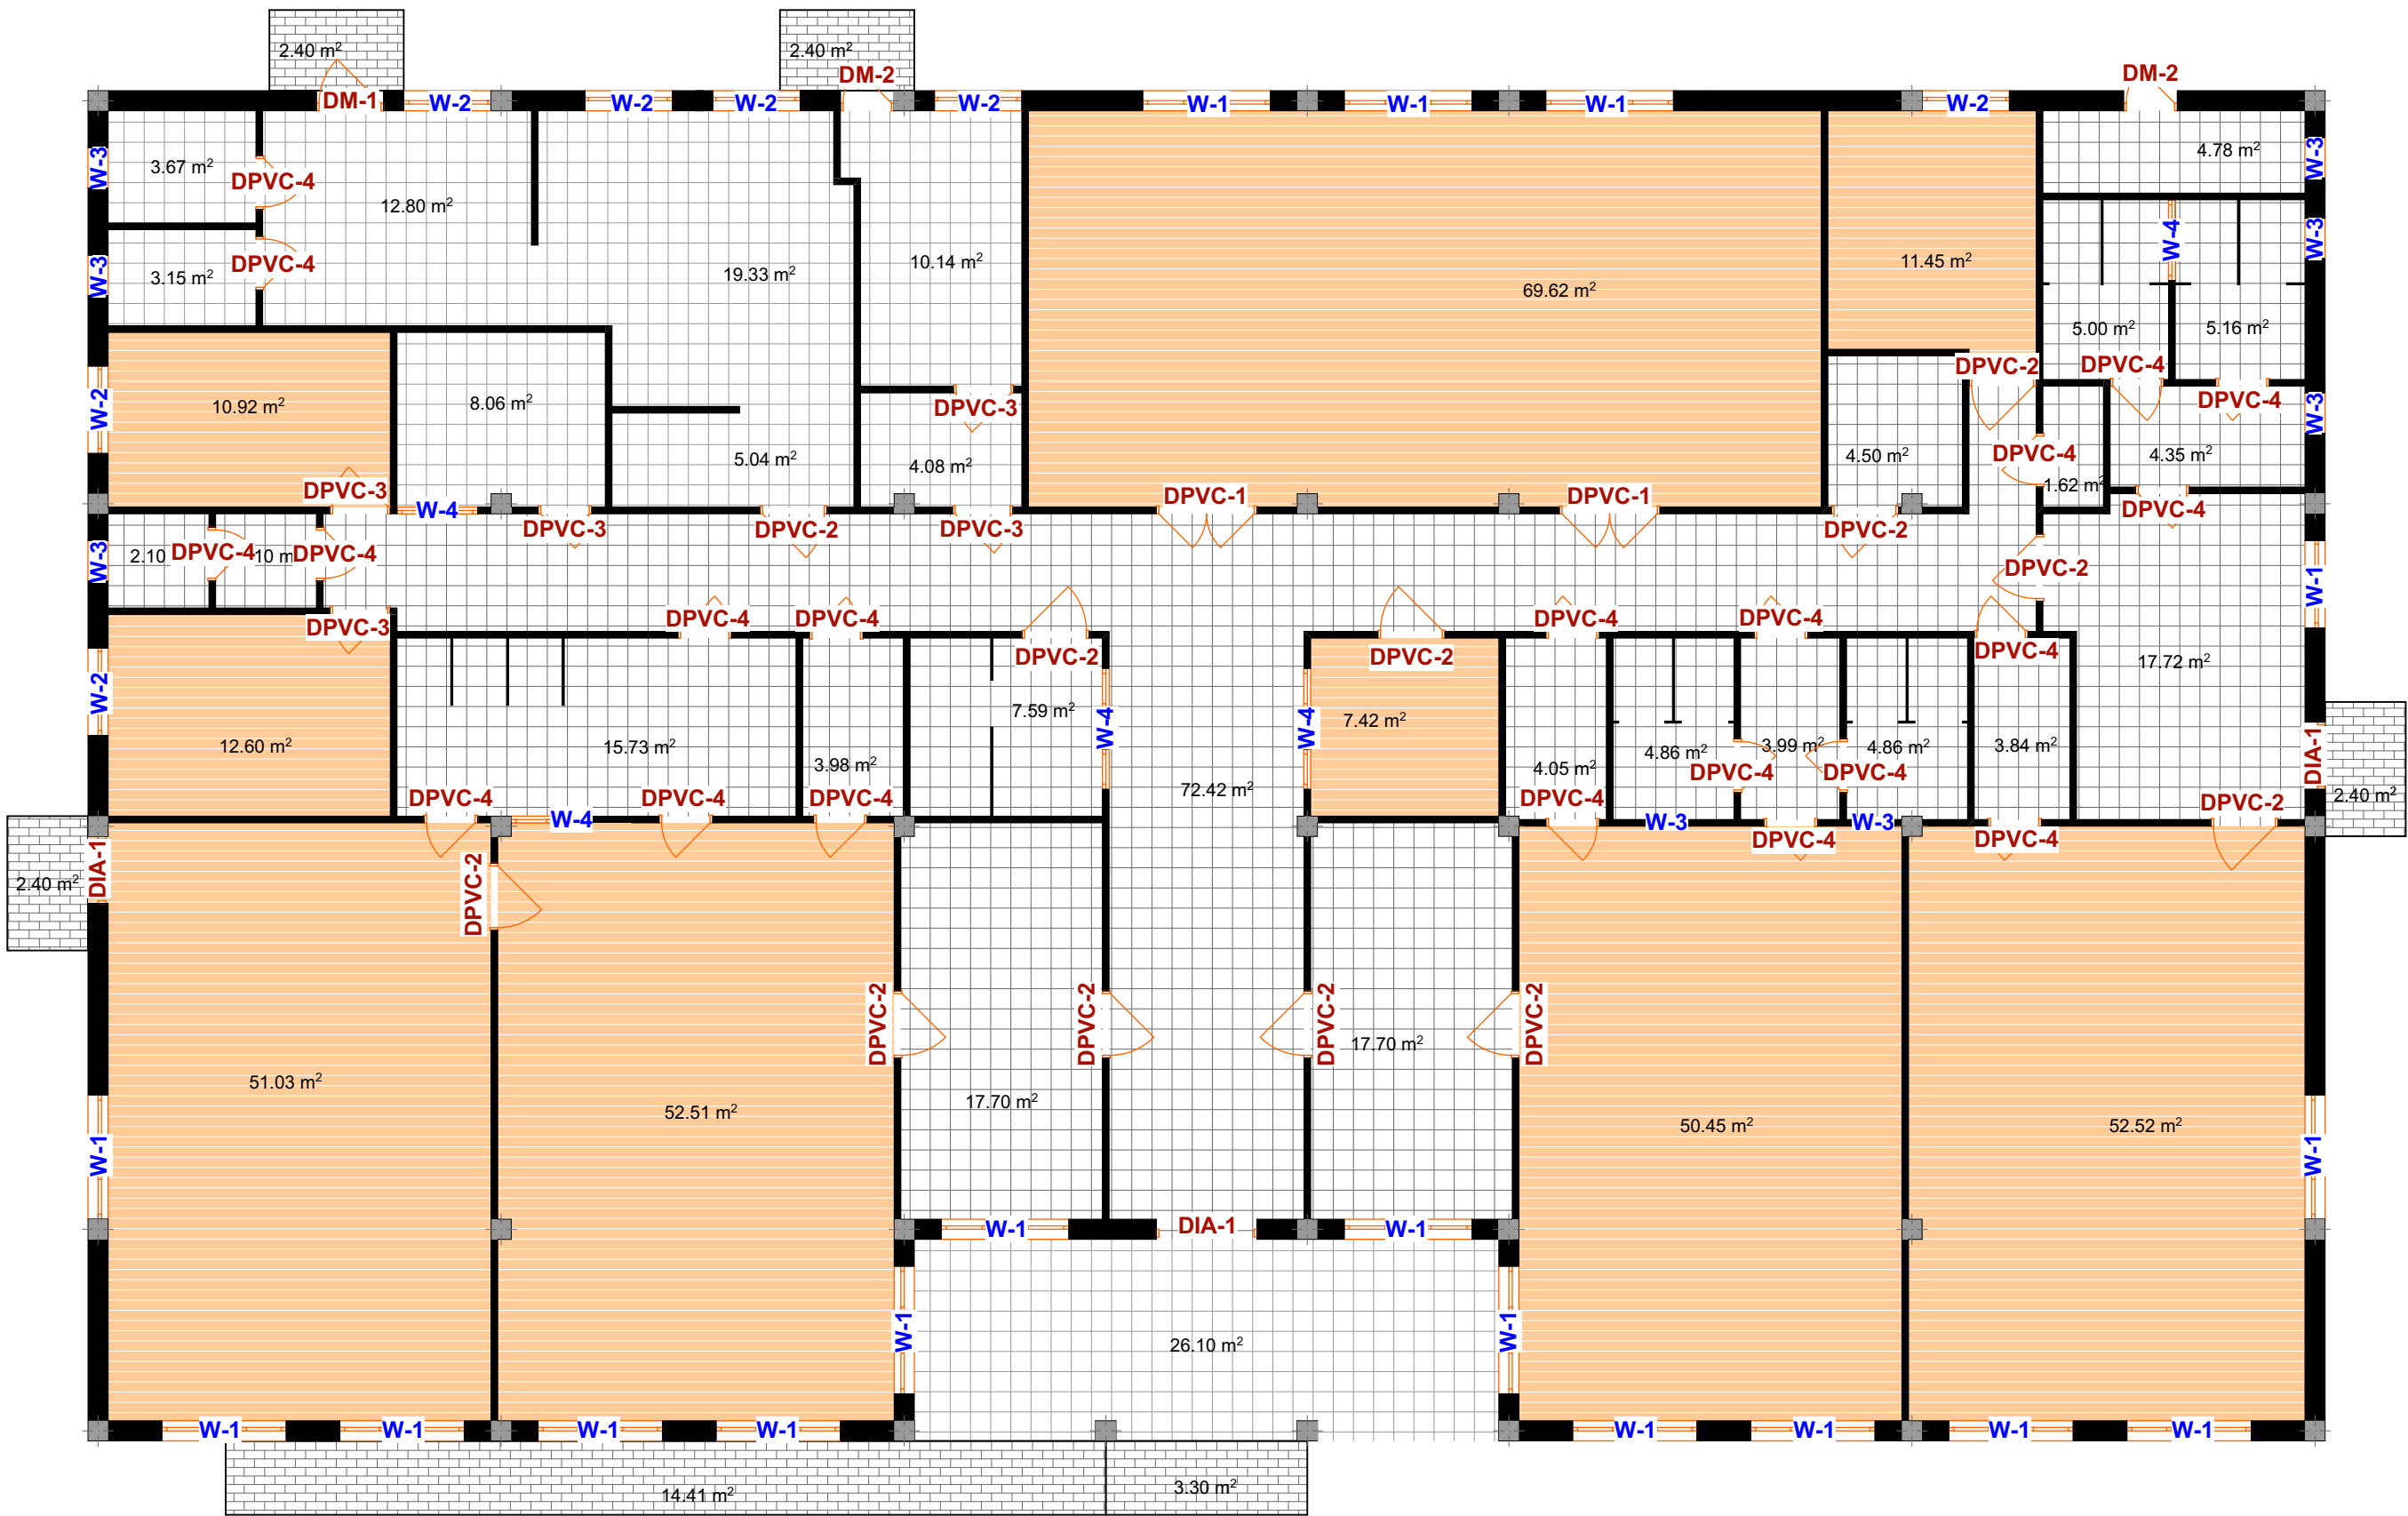 2.40 m²
2.40 m²
DM-2
DM-2
DM-1
W-2
W-2
W-2
W-2
W-1
W-1
W-1
W-2
W-3
3.67 m²
DPVC-4
12.80 m²
4.78 m²
W-3
W-3
3.15 m²
DPVC-4
19.33 m²
10.14 m²
69.62 m²
11.45 m²
W-4
W-3
5.00 m²
5.16 m²
W-2
10.92 m²
8.06 m²
DPVC-3
DPVC-2
DPVC-4
DPVC-4
W-3
5.04 m²
4.08 m²
4.50 m²
DPVC-4
4.35 m²
1.62 m²
DPVC-3
W-4
DPVC-3
DPVC-2
DPVC-3
DPVC-1
DPVC-1
DPVC-2
DPVC-4
W-3
2.10
DPVC-4
10 m
DPVC-4
DPVC-2
W-1
DPVC-3
DPVC-4
DPVC-4
DPVC-2
DPVC-2
DPVC-4
DPVC-4
DPVC-4
17.72 m²
W-2
12.60 m²
15.73 m²
3.98 m²
7.59 m²
W-4
72.42 m²
W-4
7.42 m²
4.05 m²
4.86 m²
3.99 m²
4.86 m²
3.84 m²
DPVC-4
DPVC-4
DIA-1
2.40 m²
DPVC-4
W-4
DPVC-4
DPVC-4
DPVC-4
W-3
DPVC-4
W-3
DPVC-4
DPVC-2
2.40 m²
DIA-1
DPVC-2
DPVC-2
DPVC-2
DPVC-2
DPVC-2
17.70 m²
51.03 m²
52.51 m²
17.70 m²
50.45 m²
52.52 m²
W-1
W-1
W-1
DIA-1
W-1
W-1
26.10 m²
W-1
W-1
W-1
W-1
W-1
W-1
W-1
W-1
W-1
14.41 m²
3.30 m²